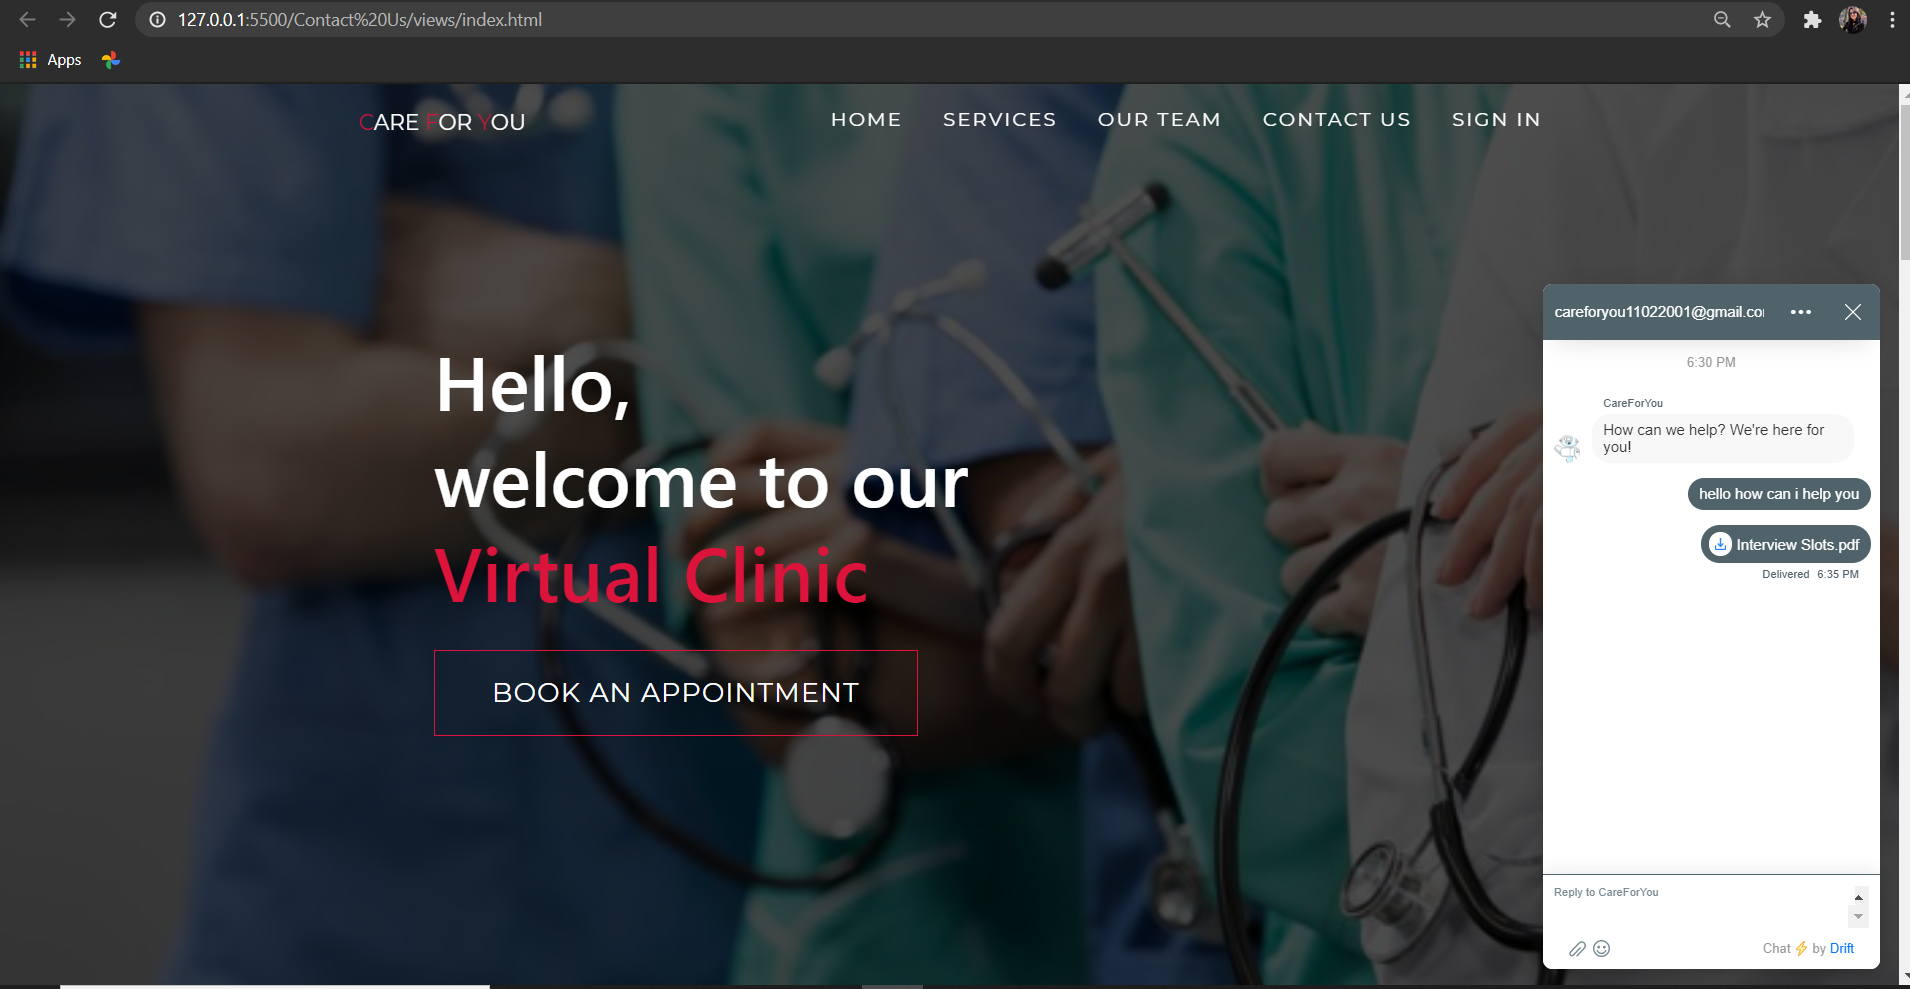 127.0.0.1:5500/Contact%20Us/views/index.html
Apps
CARE FOR YOU
HOME SERVICES OUR TEAM CONTACT US SIGN IN
Hello,
welcome to our
Virtual Clinic
BOOK AN APPOINTMENT
careforyou11022001@gmail.co
6:30 PM
CareForYou
How can we help? We're here for
you!
hello how can i help you
Interview Slots.pdf
Delivered 6:35 PM
Reply to CareForYou
Chat ⚡ by Drift